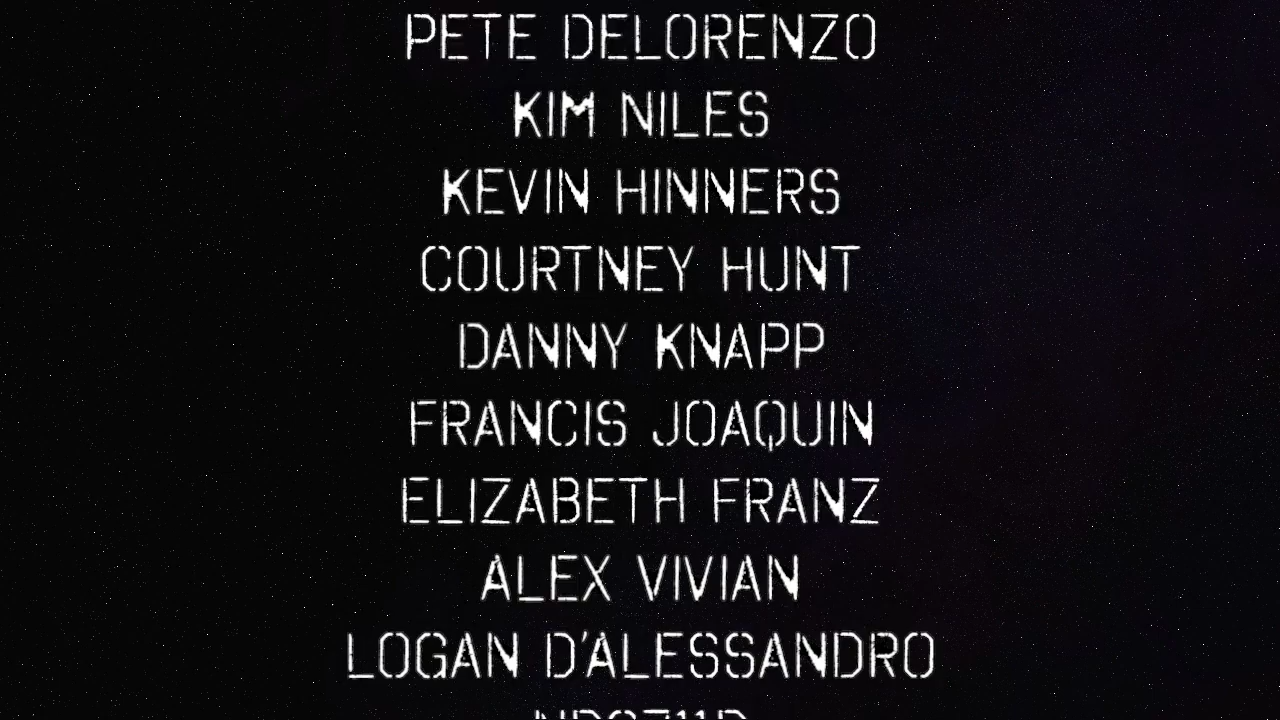 PETE DELORENZO
KIM NILES
KEVIN HINNERS
COURTNEY HUNT
DANNY KNAPP
FRANCIS JOAQUIN
ELIZABETH FRANZ
ALEX VIVIAN
LOGAN D'ALESSANDRO